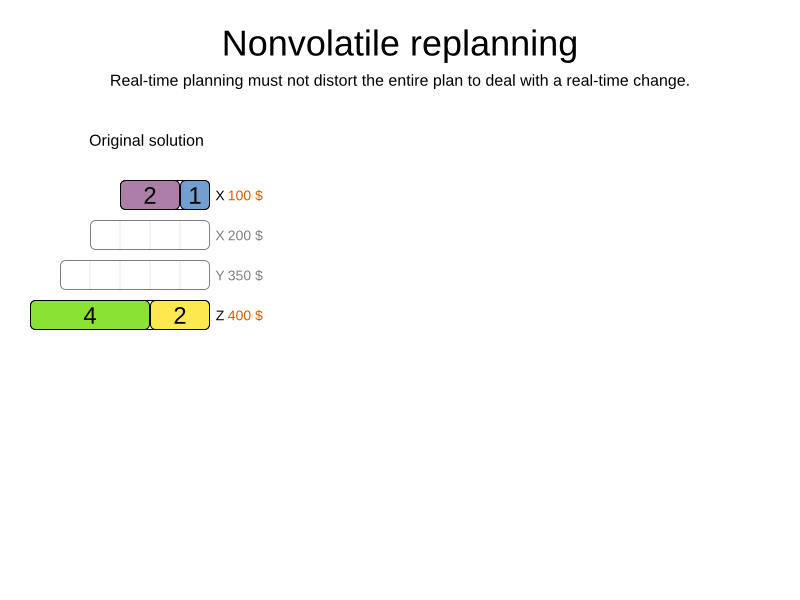 Nonvolatile replanning
Real-time planning must not distort the entire plan to deal with a real-time change.
Original solution
2 1 X 100 $
X 200 $
Y 350 $
4 2 Z 400 $